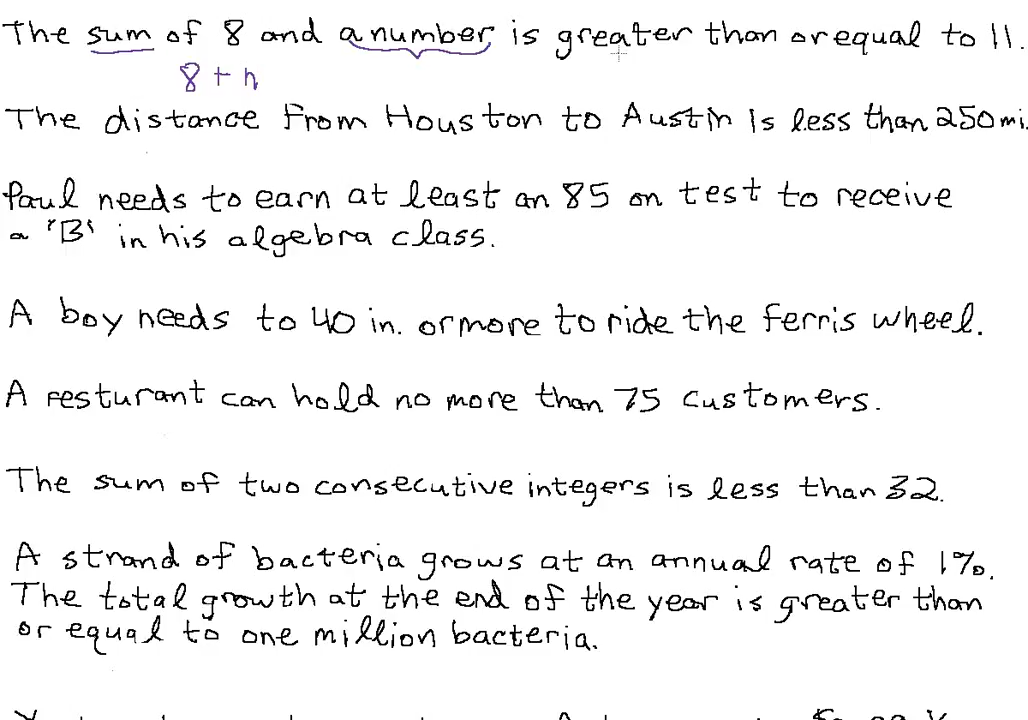 The sum of 8 and a number is greater than or equal to 11.
8 + n
The distance from Houston to Austin is less than 250 mi.
Paul needs to earn at least an 85 on test to receive
a "B" in his algebra class.
A boy needs to 40 in. or more to ride the ferris wheel.
A resturant can hold no more than 75 customers.
The sum of two consecutive integers is less than 32.
A strand of bacteria grows at an annual rate of 1%.
The total growth at the end of the year is greater than
or equal to one million bacteria.